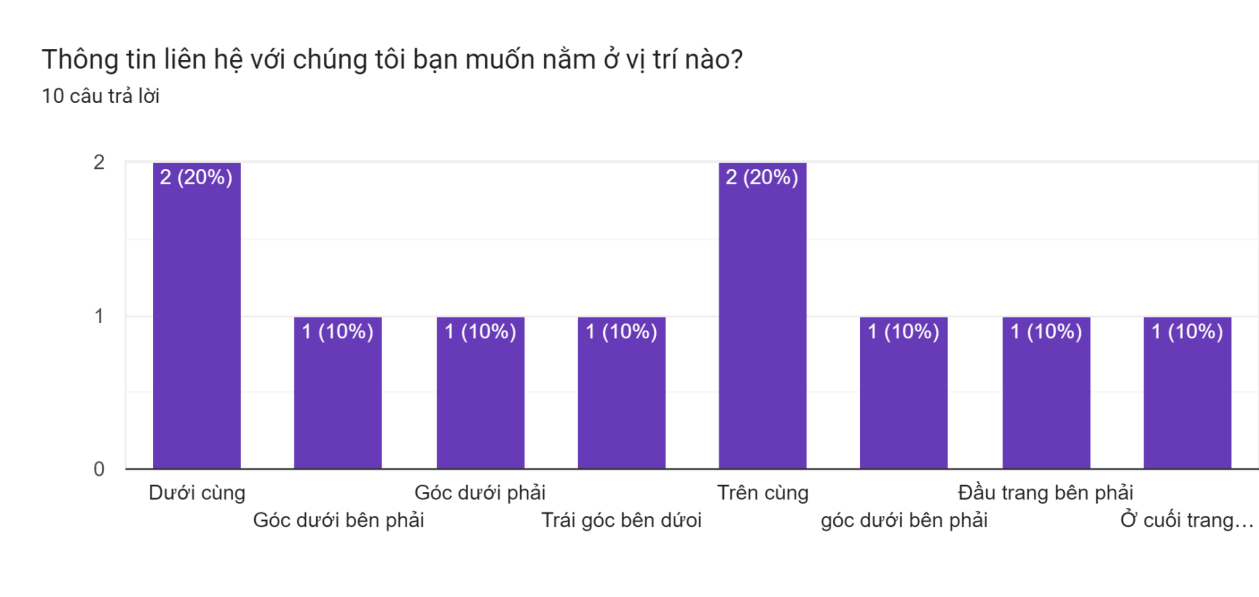 Thông tin liên hệ với chúng tôi bạn muốn nằm ở vị trí nào?
10 câu trả lời
2
1
0
2 (20%)
1 (10%)
1 (10%)
1 (10%)
2 (20%)
1 (10%)
1 (10%)
1 (10%)
Dưới cùng
Góc dưới bên phải
Góc dưới phải
Trái góc bên dứoi
Trên cùng
góc dưới bên phải
Đầu trang bên phải
Ở cuối trang…